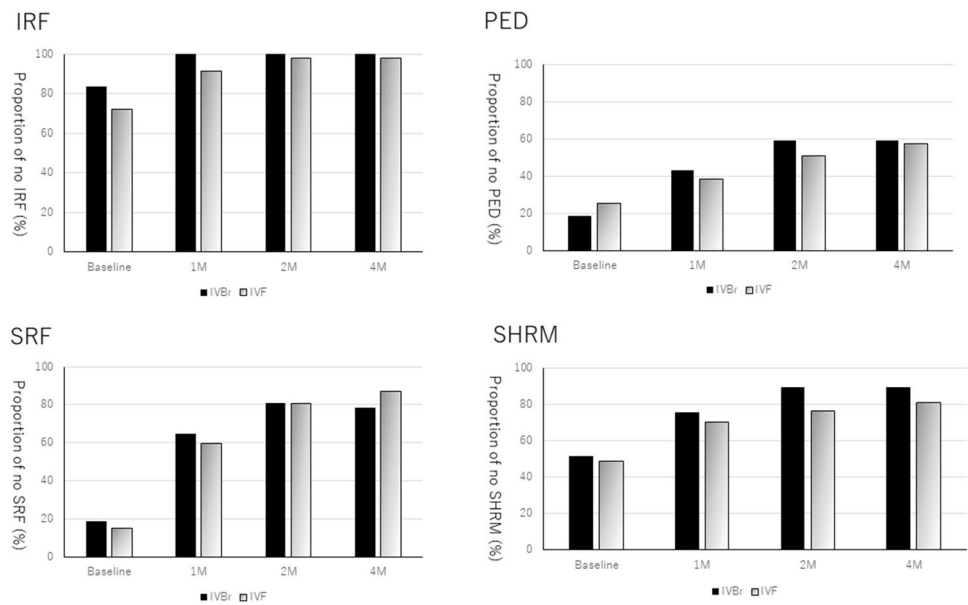 IRF
Proportion of no IRF (%)
100
80
60
40
20
0
Baseline 1M 2M 4M
IVBr IVF
PED
Proportion of no PED (%)
100
80
60
40
20
0
Baseline 1M 2M 4M
IVBr IVF
SRF
Proportion of no SRF (%)
100
80
60
40
20
0
Baseline 1M 2M 4M
IVBr IVF
SHRM
Proportion of no SHRM (%)
100
80
60
40
20
0
Baseline 1M 2M 4M
IVBr IVF